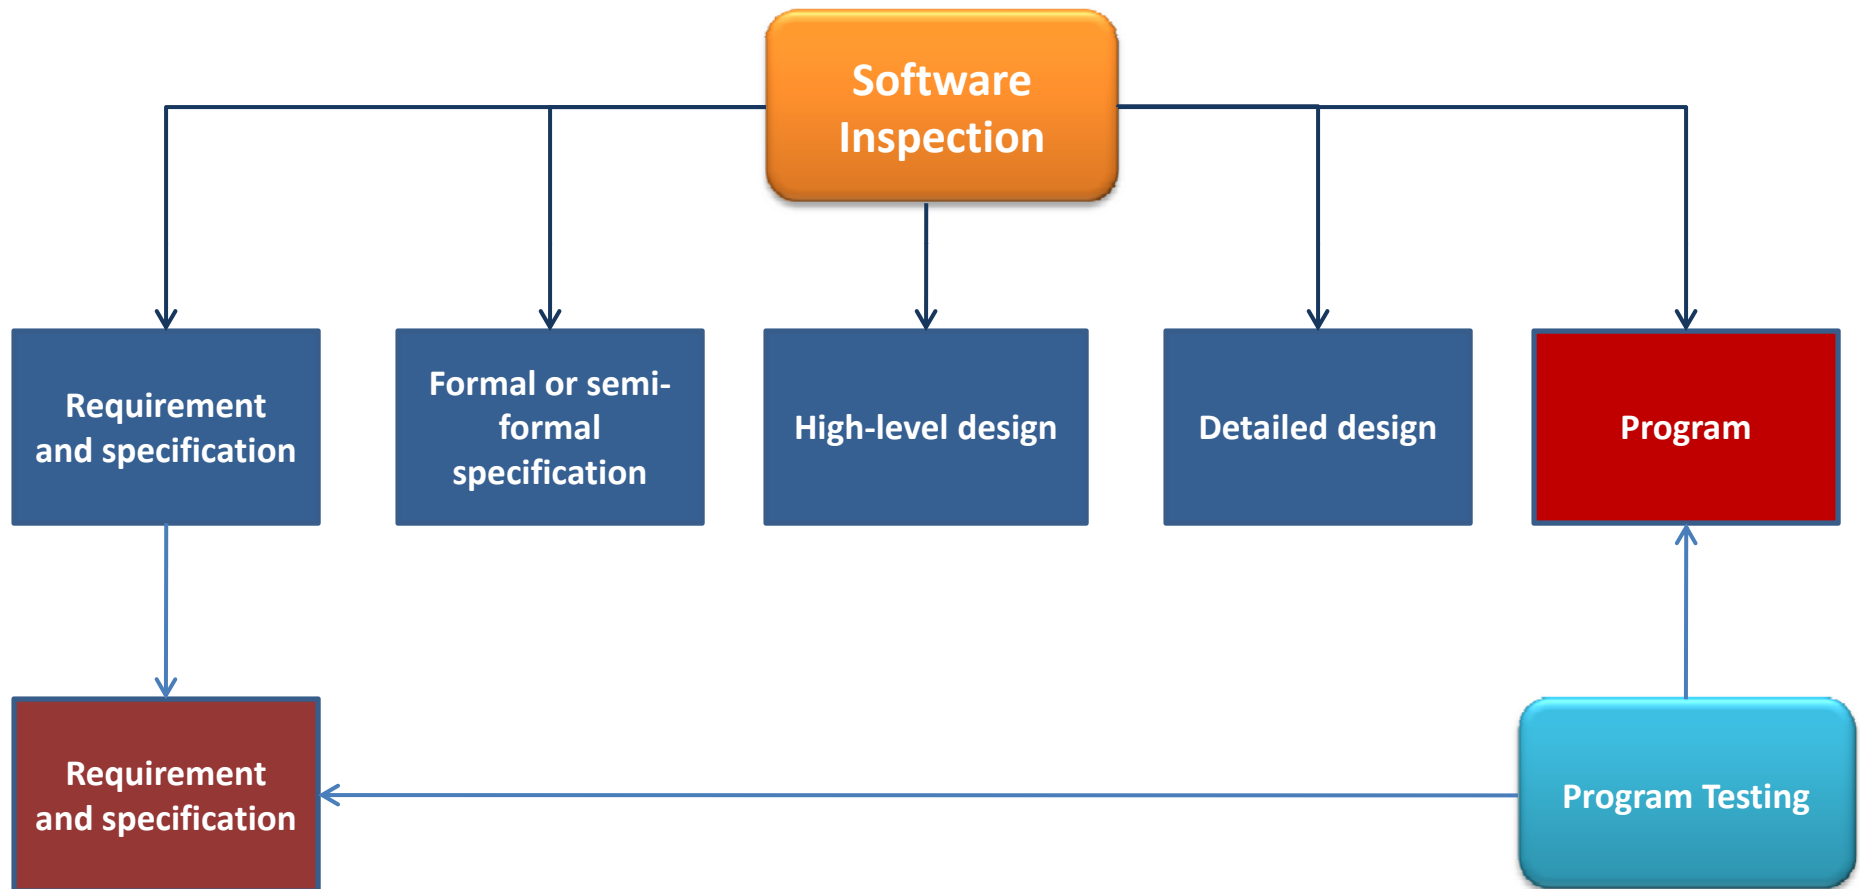 Software
Inspection
Requirement
and specification
Formal or semi-
formal
specification
High-level design
Detailed design
Program
Requirement
and specification
Program Testing